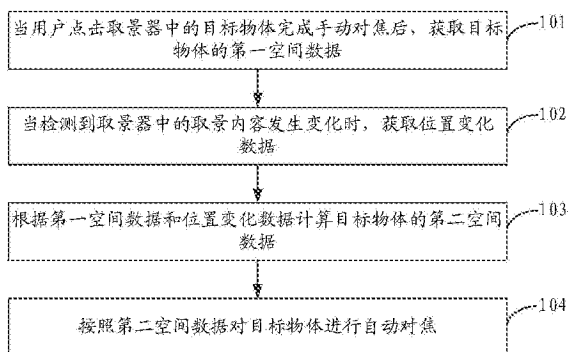 当用户点击取景器中的目标物体完成手动对焦后，获取目标
物体的第一空间数据
101
当检测到取景器中的取景内容发生变化时，获取位置变化
数据
102
根据第一空间数据和位置变化数据计算目标物体的第二空间
数据
103
按照第二空间数据对目标物体进行自动对焦
104